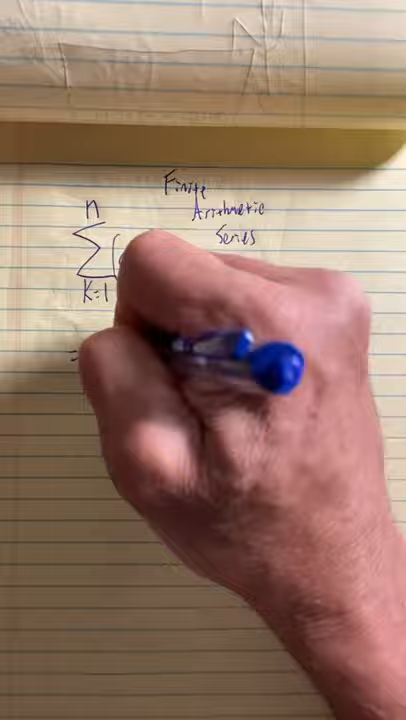 Finite
Arithmetic
Series
n
Σ(
K=1
=